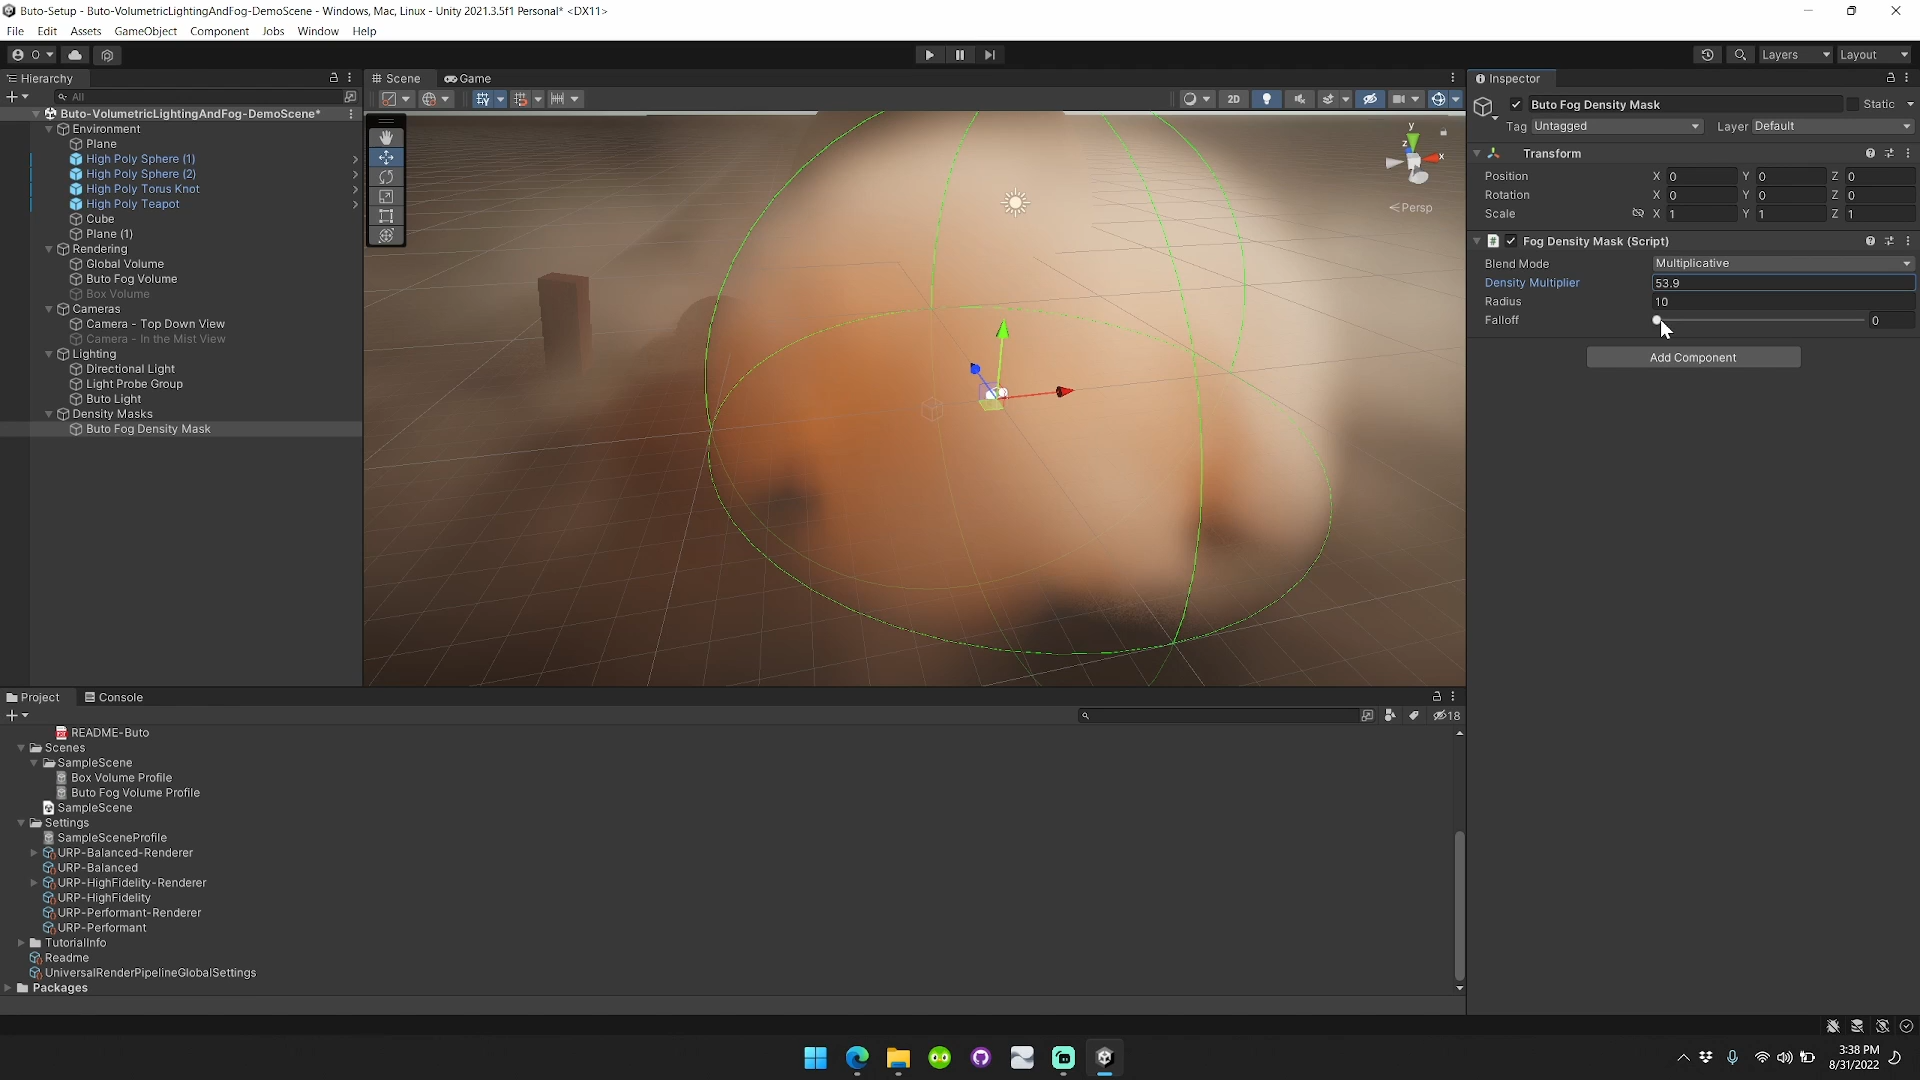 Buto-Setup - Buto-VolumetricLightingAndFog-DemoScene - Windows, Mac, Linux - Unity 2021.3.5f1 Personal* <DX11>
File Edit Assets GameObject Component Jobs Window Help
O
Layers Layout
Hierarchy
Scene Game
Inspector
All
2D
Buto Fog Density Mask Static
Tag Untagged Layer Default
Buto-VolumetricLightingAndFog-DemoScene*
Environment
Plane
High Poly Sphere (1)
High Poly Sphere (2)
High Poly Torus Knot
High Poly Teapot
Cube
Plane (1)
Rendering
Global Volume
Buto Fog Volume
Box Volume
Cameras
Camera - Top Down View
Camera - In the Mist View
Lighting
Directional Light
Light Probe Group
Buto Light
Density Masks
Buto Fog Density Mask
y
z x
Persp
Transform
Position X 0 Y 0 Z 0
Rotation X 0 Y 0 Z 0
Scale X 1 Y 1 Z 1
# Fog Density Mask (Script)
Blend Mode Multiplicative
Density Multiplier 53.9
Radius 10
Falloff 0
Add Component
Project Console
18
README-Buto
Scenes
SampleScene
Box Volume Profile
Buto Fog Volume Profile
SampleScene
Settings
SampleSceneProfile
URP-Balanced-Renderer
URP-Balanced
URP-HighFidelity-Renderer
URP-HighFidelity
URP-Performant-Renderer
URP-Performant
TutorialInfo
Readme
UniversalRenderPipelineGlobalSettings
Packages
3:38 PM
8/31/2022